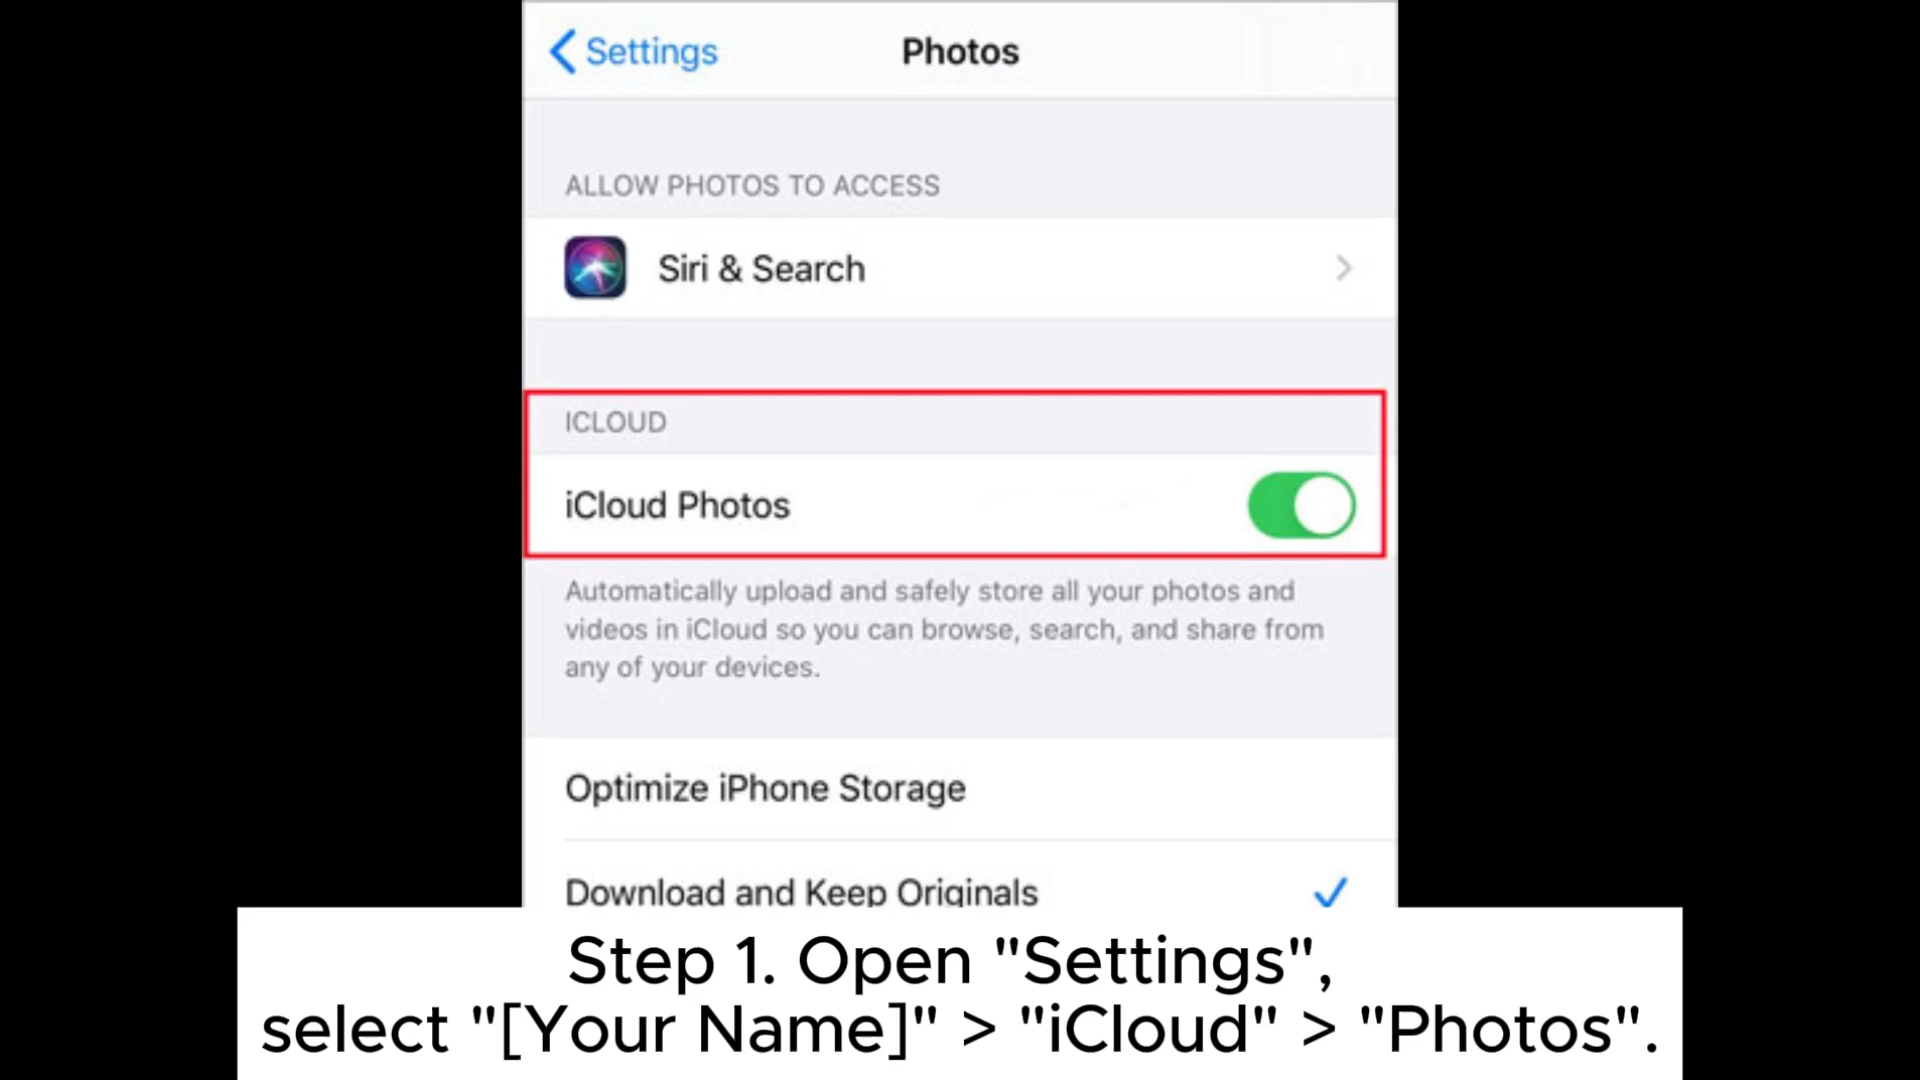 Settings
Photos
ALLOW PHOTOS TO ACCESS
Siri & Search
ICLOUD
iCloud Photos
Automatically upload and safely store all your photos and
videos in iCloud so you can browse, search, and share from
any of your devices.
Optimize iPhone Storage
Download and Keep Originals
Step 1. Open "Settings",
select "[Your Name]" > "iCloud" > "Photos".